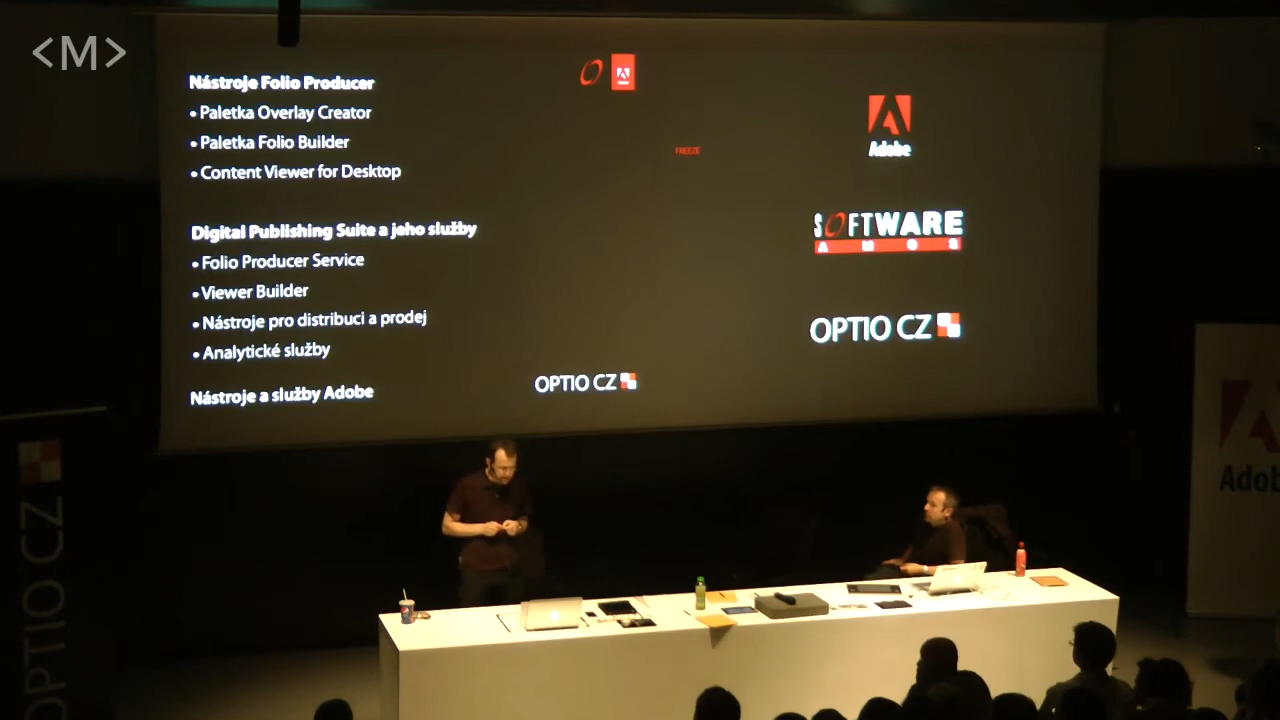 <M>
Nástroje Folio Producer
• Paletka Overlay Creator
• Paletka Folio Builder
• Content Viewer for Desktop
Digital Publishing Suite a jeho služby
• Folio Producer Service
• Viewer Builder
• Nástroje pro distribuci a prodej
• Analytické služby
Nástroje a služby Adobe
OPTIO CZ
FREEZE
Adobe
SOFTWARE
AMOS
OPTIO CZ
OPTIO CZ
Adob